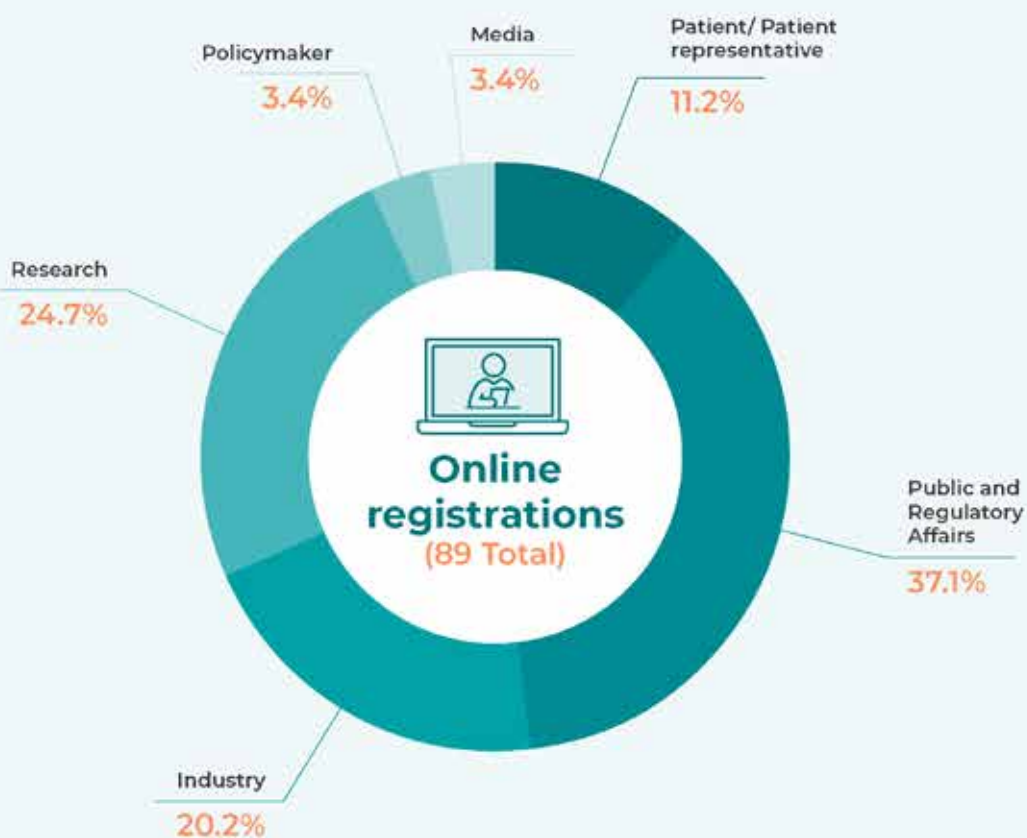 Media
3.4%
Patient/ Patient
representative
11.2%
Policymaker
3.4%
Research
24.7%
Online
registrations
(89 Total)
Public and
Regulatory
Affairs
37.1%
Industry
20.2%